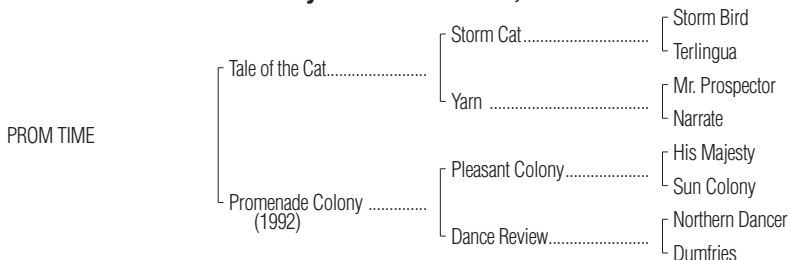 Storm Bird
Storm Cat..............................
Terlingua
Tale of the Cat........................
Mr. Prospector
Yarn ......................................
Narrate
PROM TIME
His Majesty
Pleasant Colony....................
Sun Colony
Promenade Colony ..............
(1992)
Northern Dancer
Dance Review........................
Dumfries